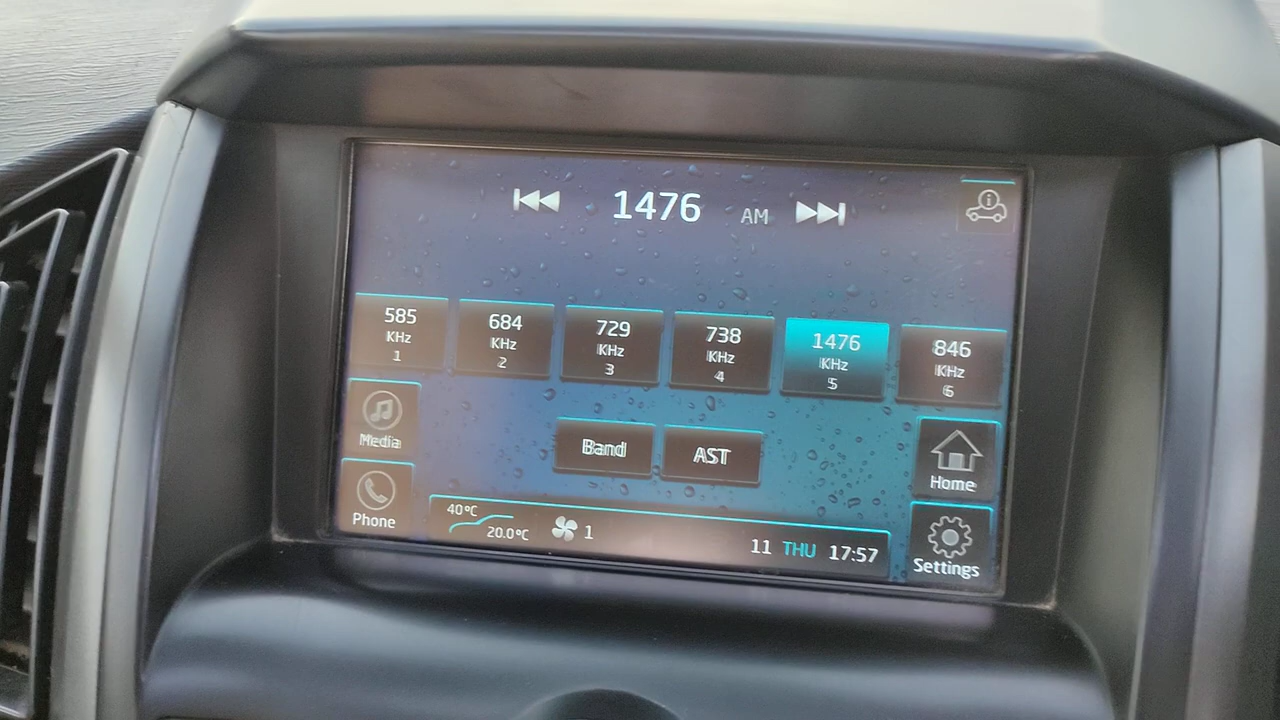 1476 AM
585
KHz
1
684
KHz
2
729
KHz
3
738
KHz
4
1476
KHz
5
846
KHz
6
Media
Band
AST
Home
Phone
40°C
20.0°C
1
11 THU 17:57
Settings